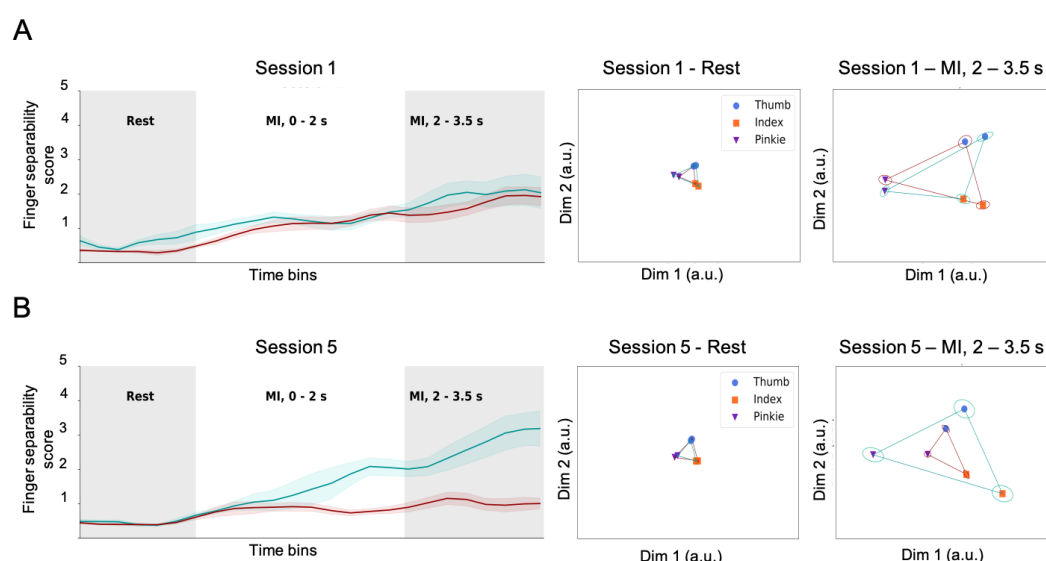 A
Session 1
Session 1 - Rest
Session 1 – MI, 2 – 3.5 s
Finger separability
score
5
4
3
2
1
Rest
MI, 0 - 2 s
MI, 2 - 3.5 s
Time bins
Dim 2 (a.u.)
Thumb
Index
Pinkie
Dim 1 (a.u.)
Dim 2 (a.u.)
Dim 1 (a.u.)
B
Session 5
Session 5 - Rest
Session 5 – MI, 2 – 3.5 s
Finger separability
score
5
4
3
2
1
Rest
MI, 0 - 2 s
MI, 2 - 3.5 s
Time bins
Dim 2 (a.u.)
Thumb
Index
Pinkie
Dim 1 (a.u.)
Dim 2 (a.u.)
Dim 1 (a.u.)